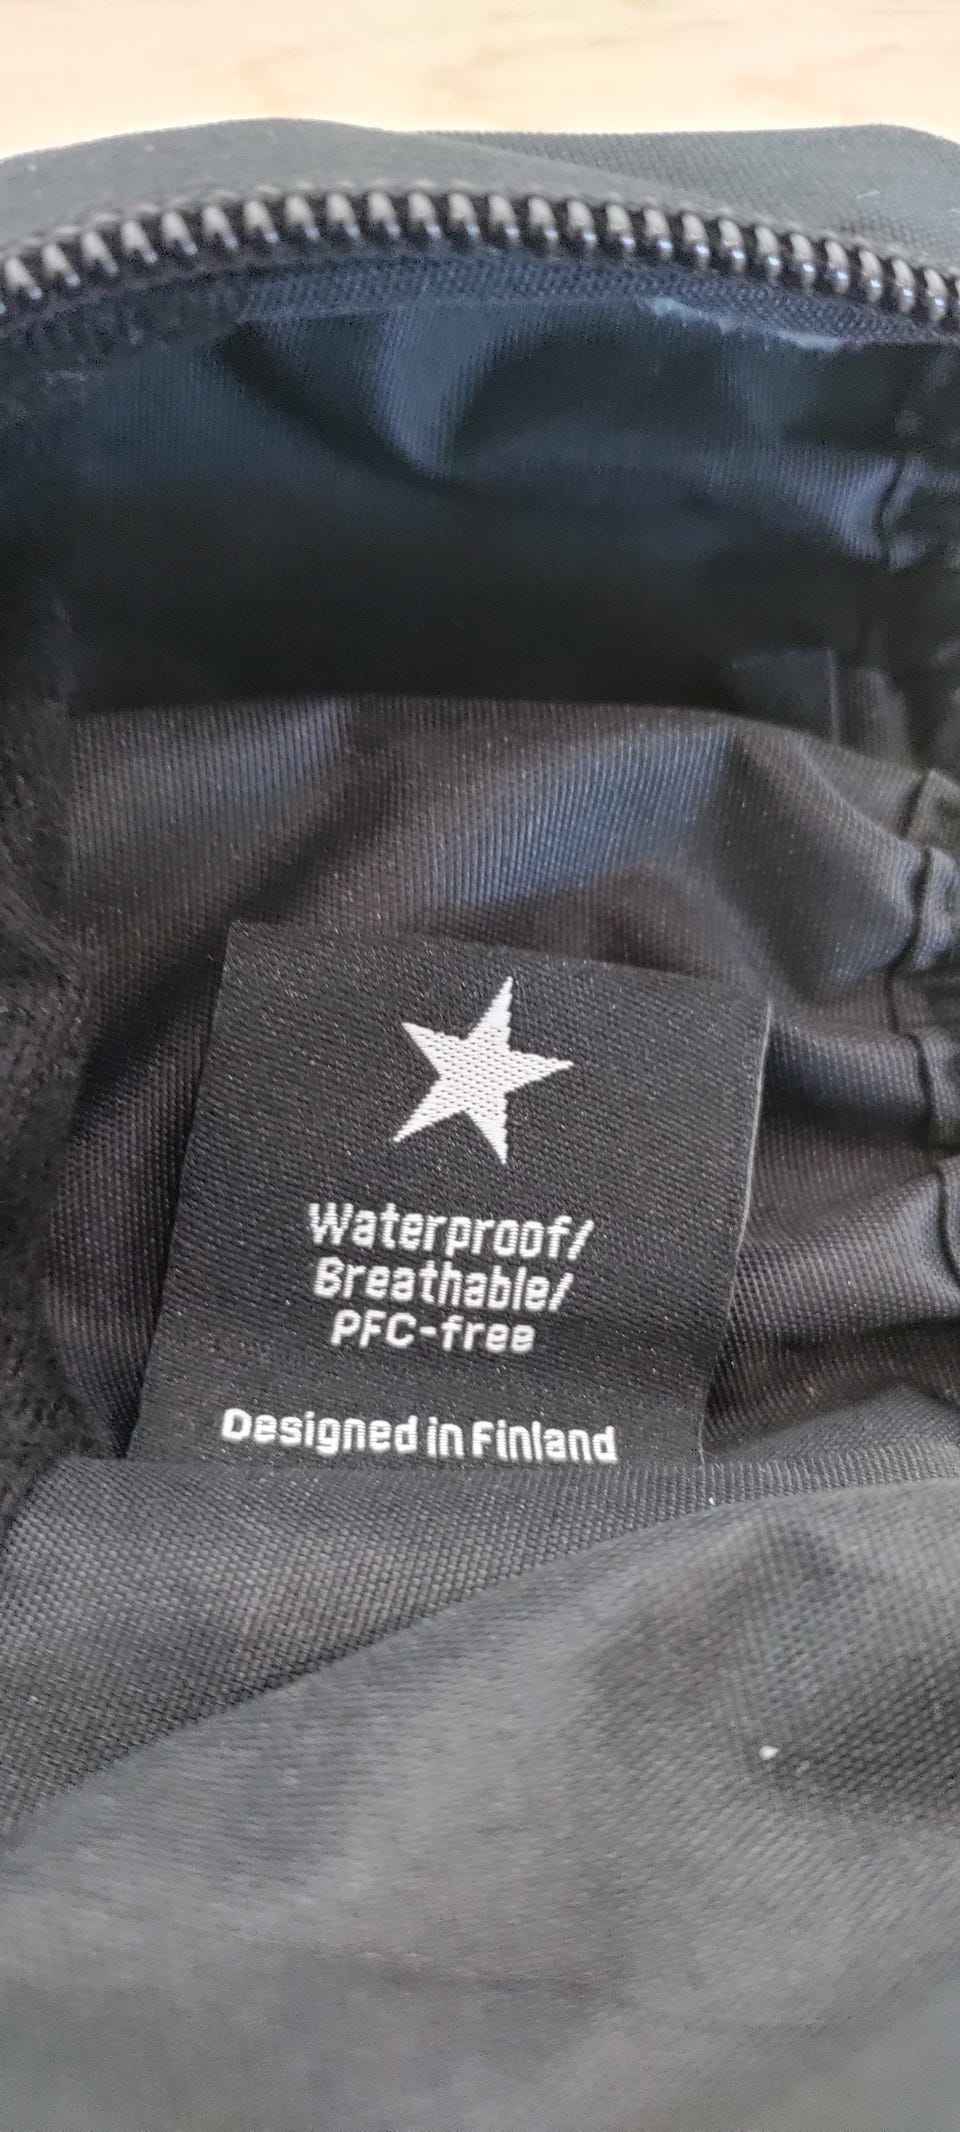 Waterproof/
Breathable/
PFC-free
Designed in Finland